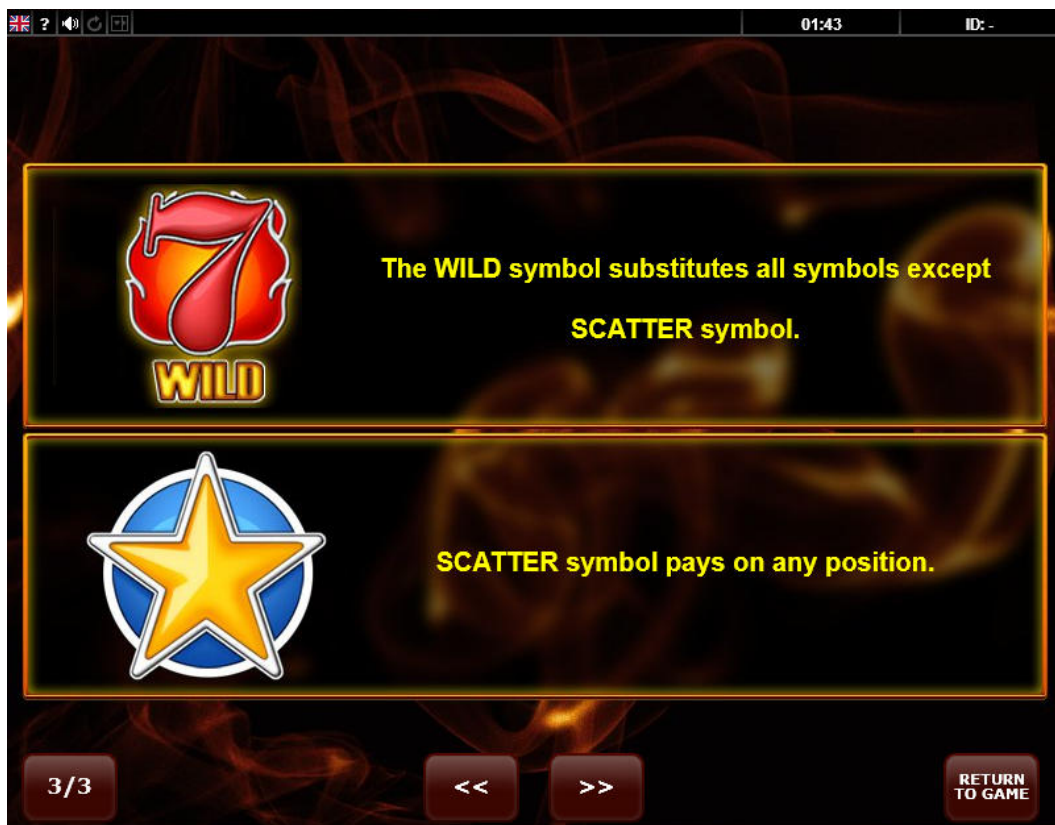 ? 01:43 ID: -
7
WILD
The WILD symbol substitutes all symbols except
SCATTER symbol.
SCATTER symbol pays on any position.
3/3 << >> RETURN
TO GAME